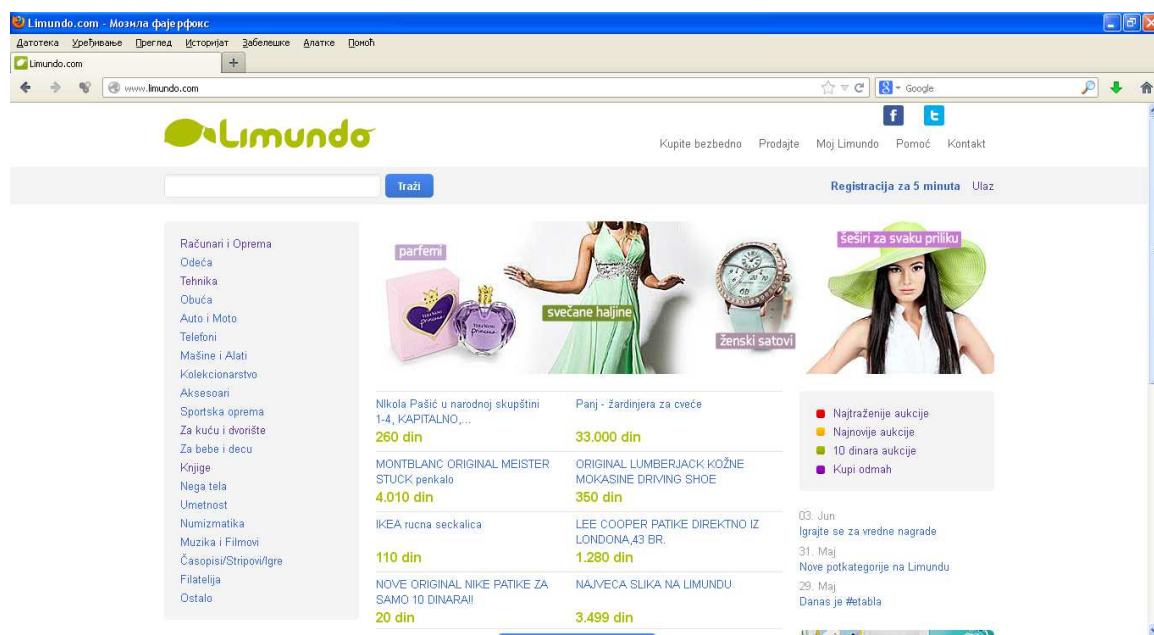 Limundo.com - Мозила фајерфокс
Датотека Уређивање Преглед Историјат Забелешке Алатке Помоћ
Limundo.com +
www.limundo.com
Google
Limundo
Kupite bezbedno Prodajte Moj Limundo Pomoć Kontakt
Traži
Registracija za 5 minuta Ulaz
Računari i Oprema
Odeća
Tehnika
Obuća
Auto i Moto
Telefoni
Mašine i Alati
Kolekcionarstvo
Aksesoari
Sportska oprema
Za kuću i dvorište
Za bebe i decu
Knjige
Nega tela
Umetnost
Numizmatika
Muzika i Filmovi
Časopisi/Stripovi/Igre
Filatelija
Ostalo
parfemi
svečane haljine
ženski satovi
šeširi za svaku priliku
NIkola Pašić u narodnoj skupštini
1-4, KAPITALNO,...
260 din
Panj - žardinjera za cveće
33.000 din
MONTBLANC ORIGINAL MEISTER
STUCK penkalo
4.010 din
ORIGINAL LUMBERJACK KOŽNE
MOKASINE DRIVING SHOE
350 din
IKEA rucna seckalica
110 din
LEE COOPER PATIKE DIREKTNO IZ
LONDONA,43 BR.
1.280 din
NOVE ORIGINAL NIKE PATIKE ZA
SAMO 10 DINARA!!
20 din
NAJVECA SLIKA NA LIMUNDU
3.499 din
Najtraženije aukcije
Najnovije aukcije
10 dinara aukcije
Kupi odmah
03. Jun
Igrajte se za vredne nagrade
31. Maj
Nove potkategorije na Limundu
29. Maj
Danas je #etabla